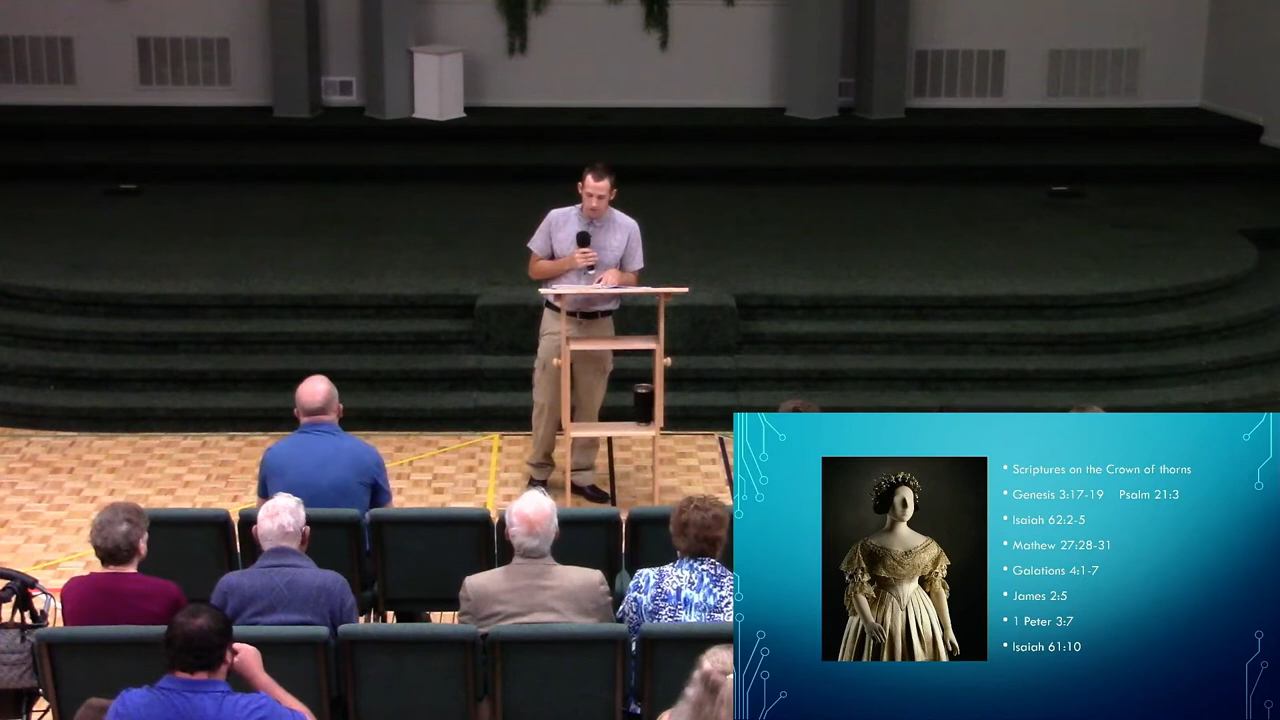 • Scriptures on the Crown of thorns
• Genesis 3:17-19 Psalm 21:3
• Isaiah 62:2-5
• Mathew 27:28-31
• Galations 4:1-7
• James 2:5
• 1 Peter 3:7
• Isaiah 61:10